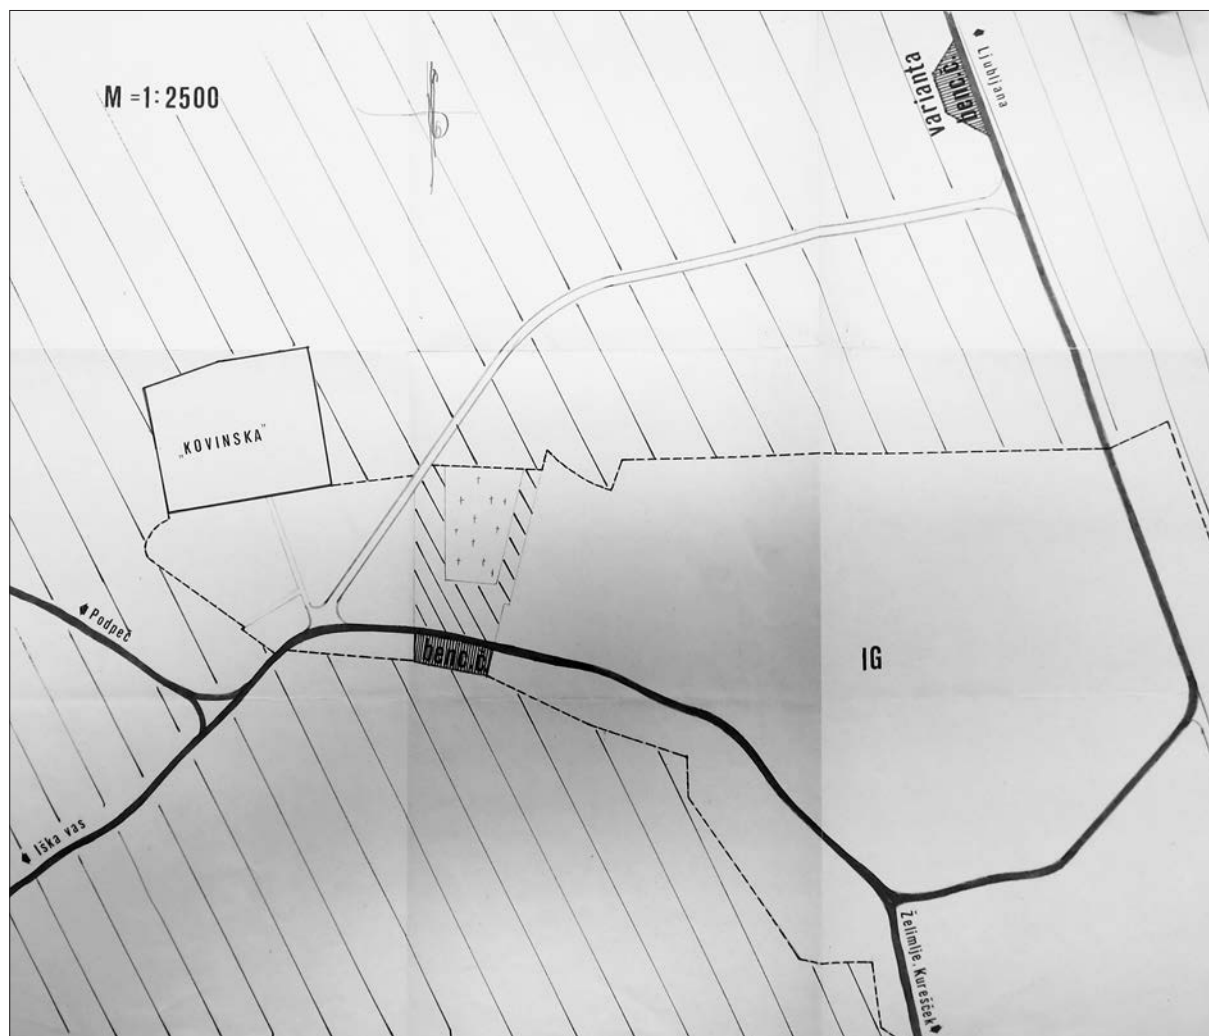 M =1:2500
varianta
benc.č.
Ljubljana
„KOVINSKA"
Podpeč
benc.č.
IG
Iška vas
Želimlje, Kurešček